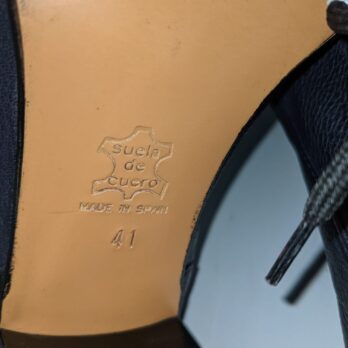 suela
de
cuero
MADE IN SPAIN
41